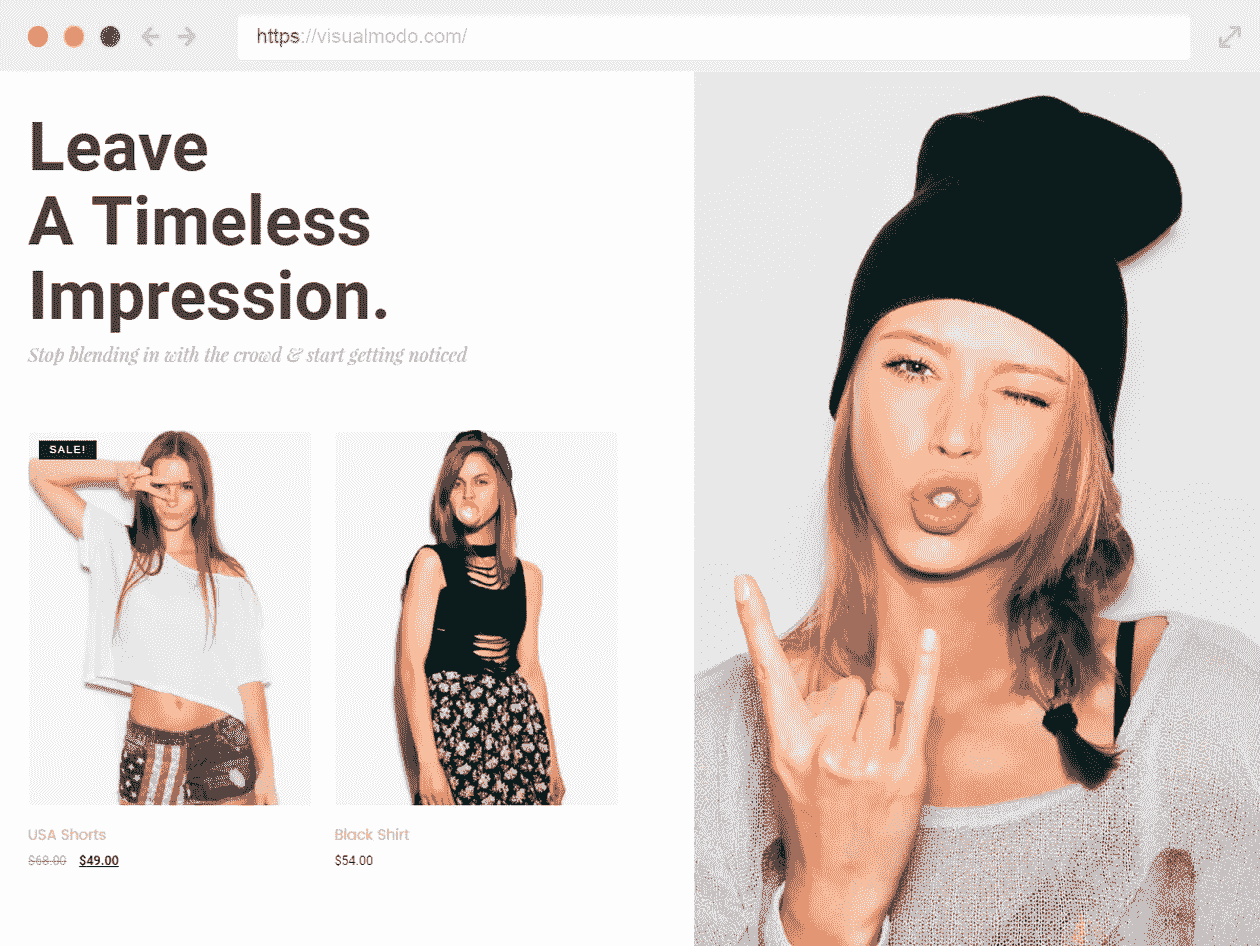 https://visualmodo.com/
Leave
A Timeless
Impression.
Stop blending in with the crowd & start getting noticed
SALE!
USA Shorts
$68.00 $49.00
Black Shirt
$54.00